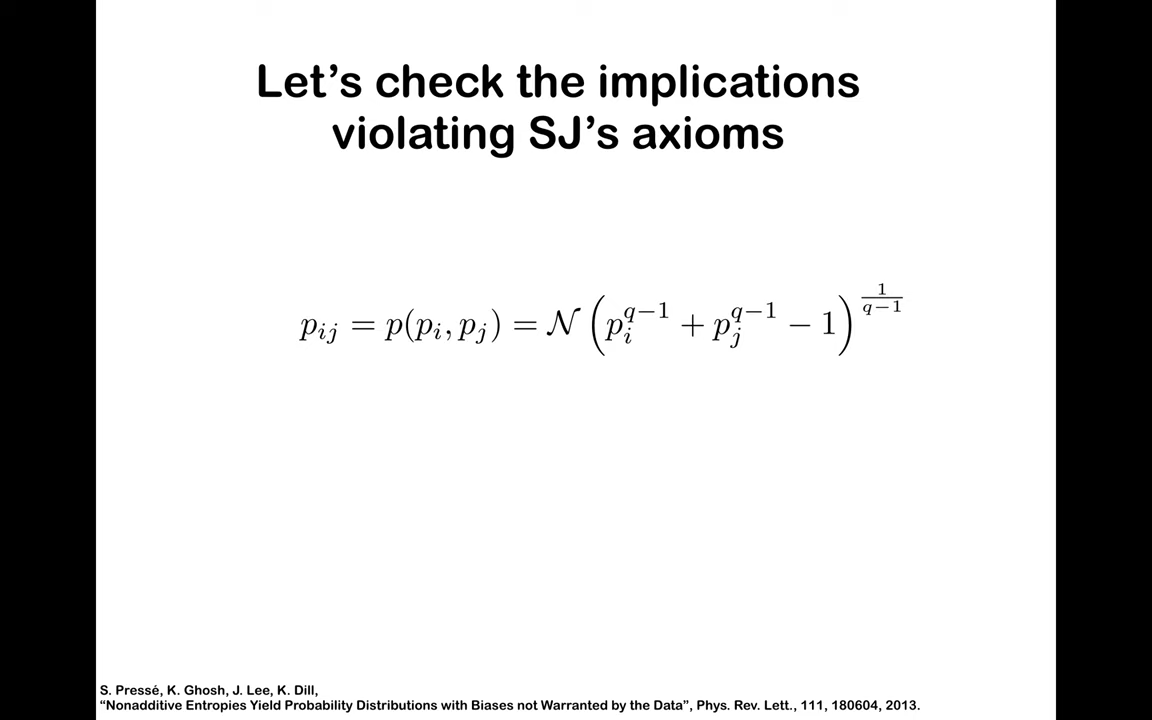 Let's check the implications
violating SJ's axioms
p_{ij} = p(p_i, p_j) = \mathcal{N} \left( p_i^{q-1} + p_j^{q-1} - 1 \right)^{\frac{1}{q-1}}
S. Pressé, K. Ghosh, J. Lee, K. Dill,
“Nonadditive Entropies Yield Probability Distributions with Biases not Warranted by the Data”, Phys. Rev. Lett., 111, 180604, 2013.